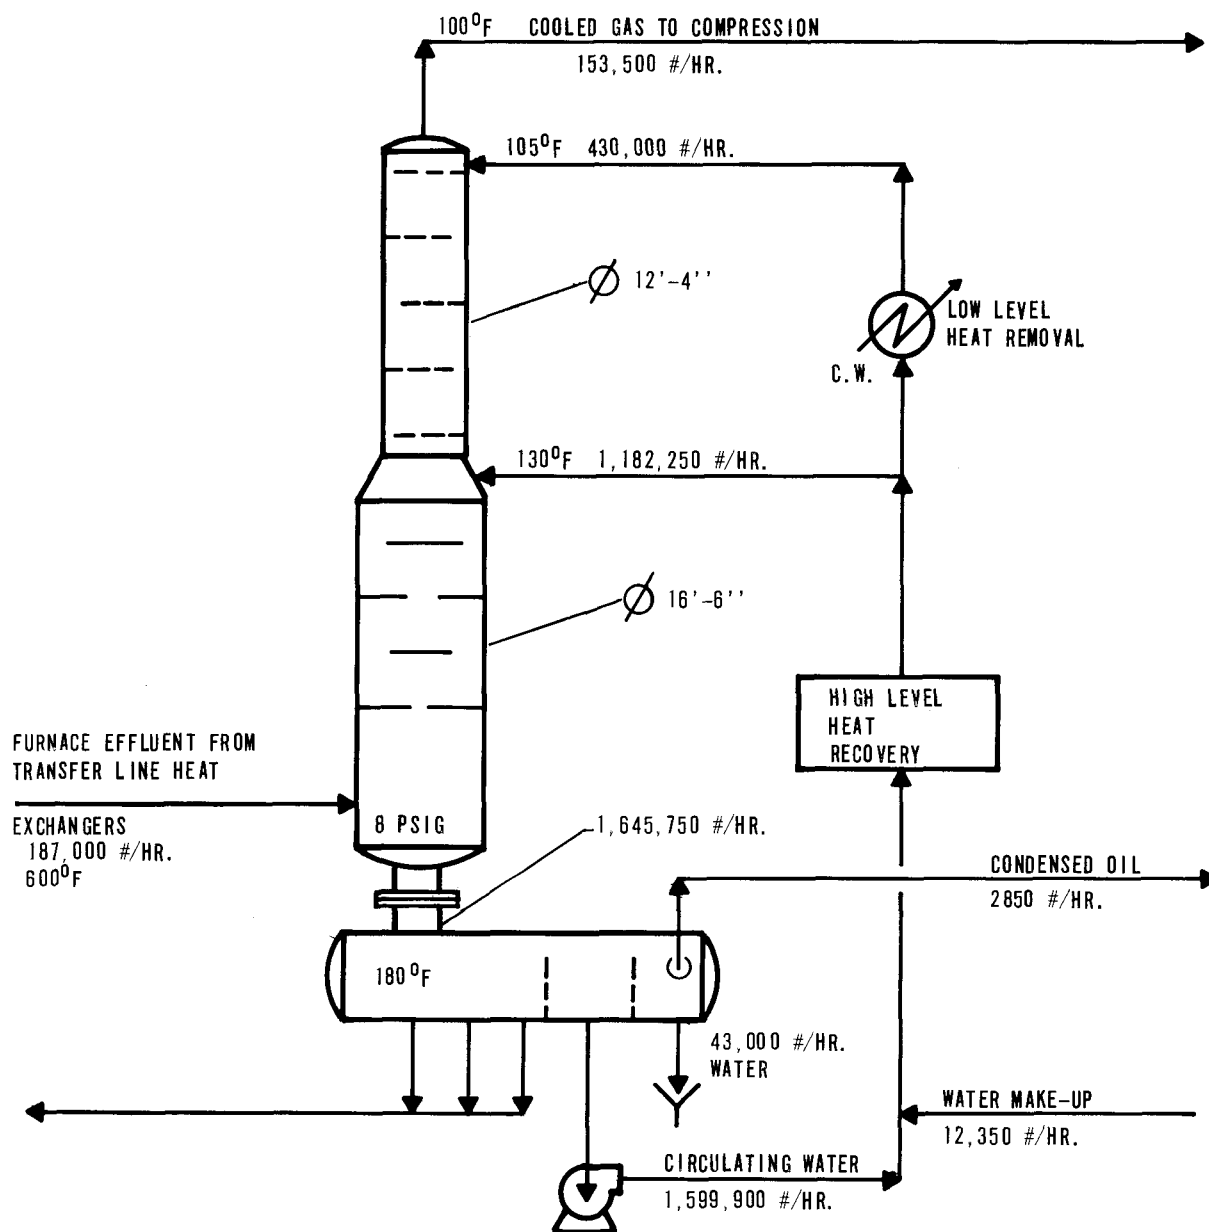 100°F COOLED GAS TO COMPRESSION
153,500 #/HR.
105°F 430,000 #/HR.
Ø 12'-4''
LOW LEVEL
HEAT REMOVAL
C.W.
130°F 1,182,250 #/HR.
Ø 16'-6''
HIGH LEVEL
HEAT
RECOVERY
FURNACE EFFLUENT FROM
TRANSFER LINE HEAT
EXCHANGERS
187,000 #/HR.
600°F
8 PSIG
1,645,750 #/HR.
CONDENSED OIL
2850 #/HR.
180°F
43,000 #/HR.
WATER
WATER MAKE-UP
12,350 #/HR.
CIRCULATING WATER
1,599,900 #/HR.